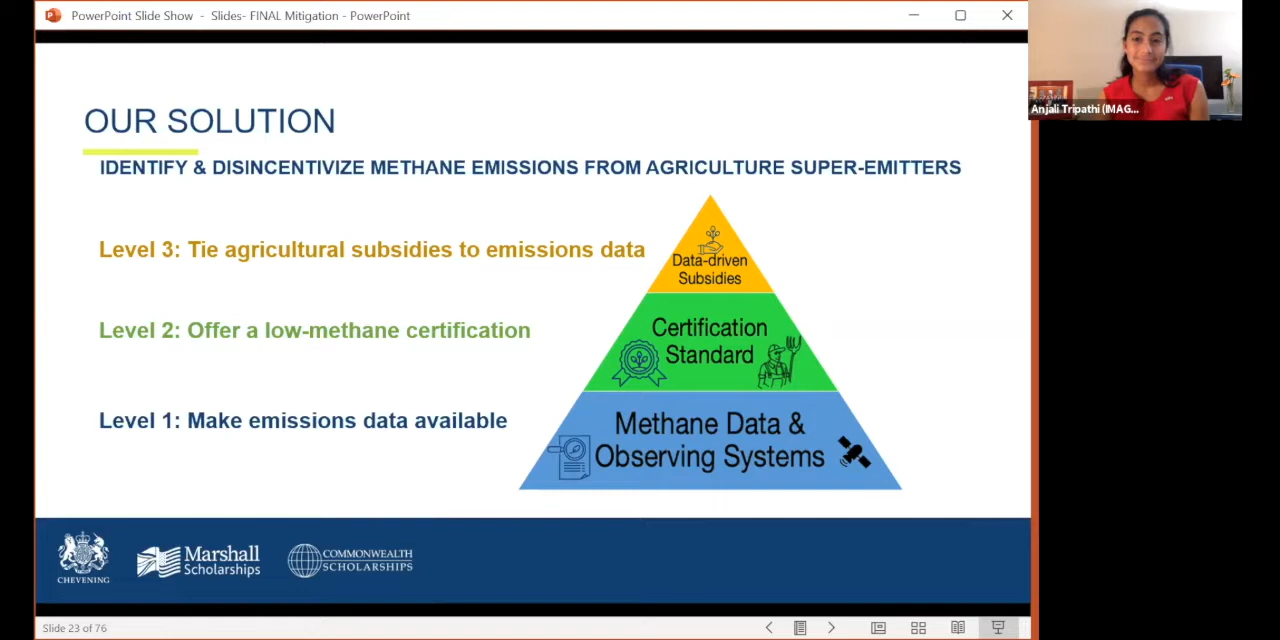 PowerPoint Slide Show - Slides- FINAL Mitigation - PowerPoint
Anjali Tripathi (IMAG...
OUR SOLUTION
IDENTIFY & DISINCENTIVIZE METHANE EMISSIONS FROM AGRICULTURE SUPER-EMITTERS
Level 3: Tie agricultural subsidies to emissions data
Data-driven
Subsidies
Level 2: Offer a low-methane certification
Certification
Standard
Level 1: Make emissions data available
Methane Data &
Observing Systems
CHEVENING
Marshall
Scholarships
COMMONWEALTH
SCHOLARSHIPS
Slide 23 of 76